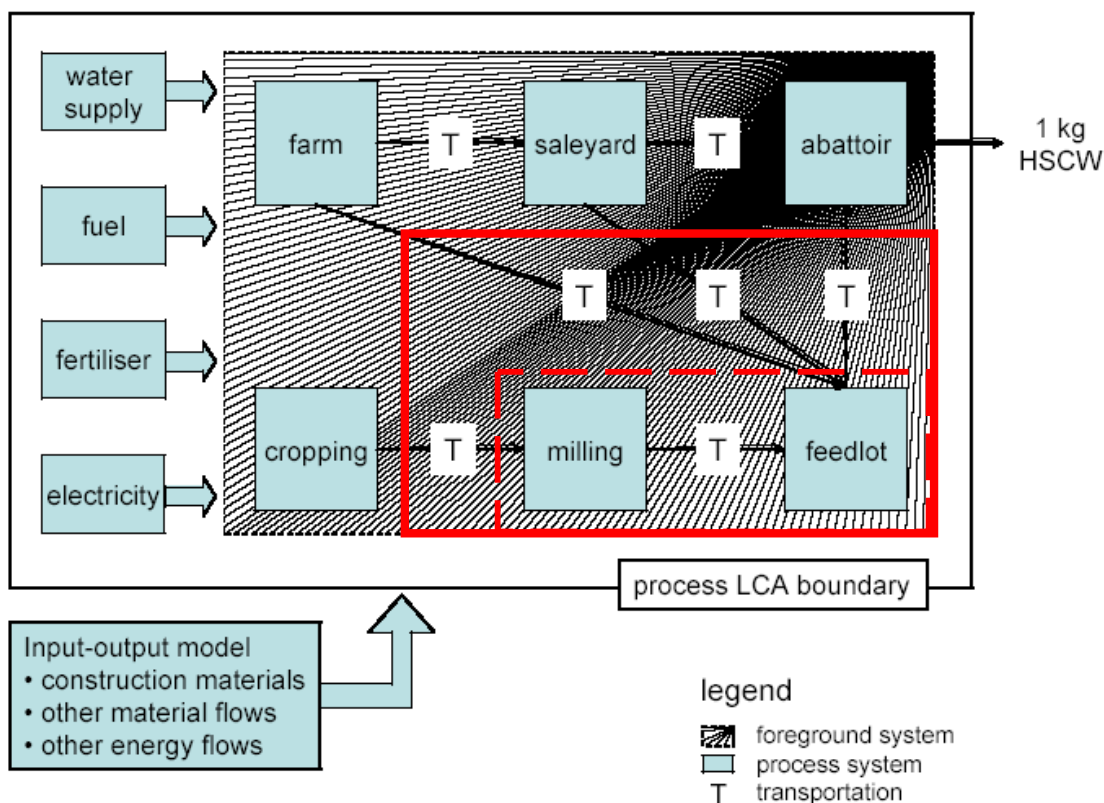 water
supply
fuel
fertiliser
electricity
farm
T
saleyard
T
abattoir
1 kg
HSCW
T
T
T
cropping
T
milling
T
feedlot
process LCA boundary
Input-output model
• construction materials
• other material flows
• other energy flows
legend
foreground system
process system
T transportation